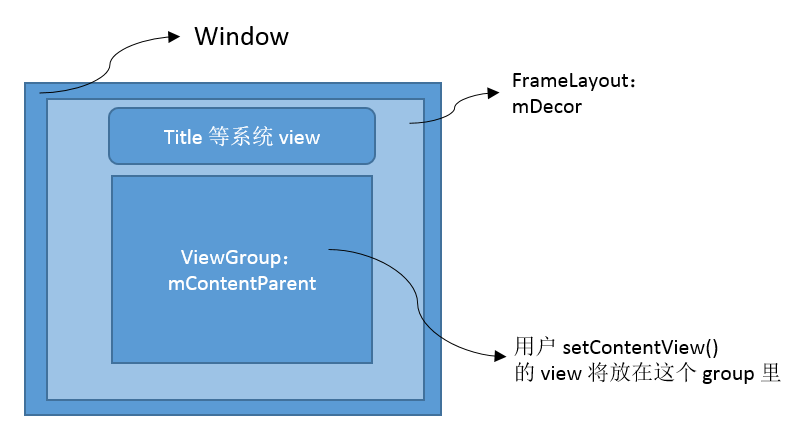 Window
FrameLayout：
mDecor
Title 等系统 view
ViewGroup：
mContentParent
用户 setContentView()
的 view 将放在这个 group 里